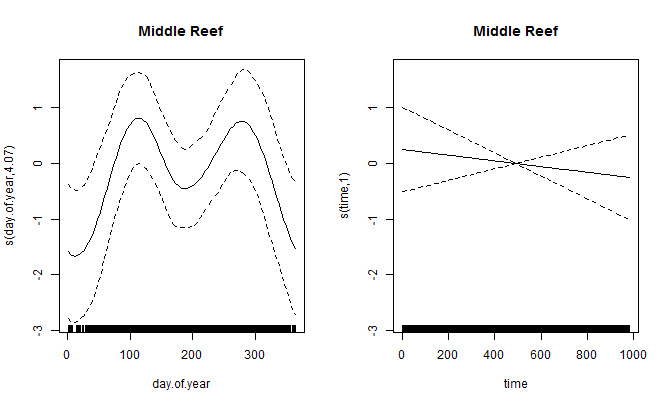 Middle Reef
s(day.of.year,4.07)
1
0
-1
-2
-3
0 100 200 300
day.of.year
Middle Reef
s(time,1)
1
0
-1
-2
-3
0 200 400 600 800 1000
time